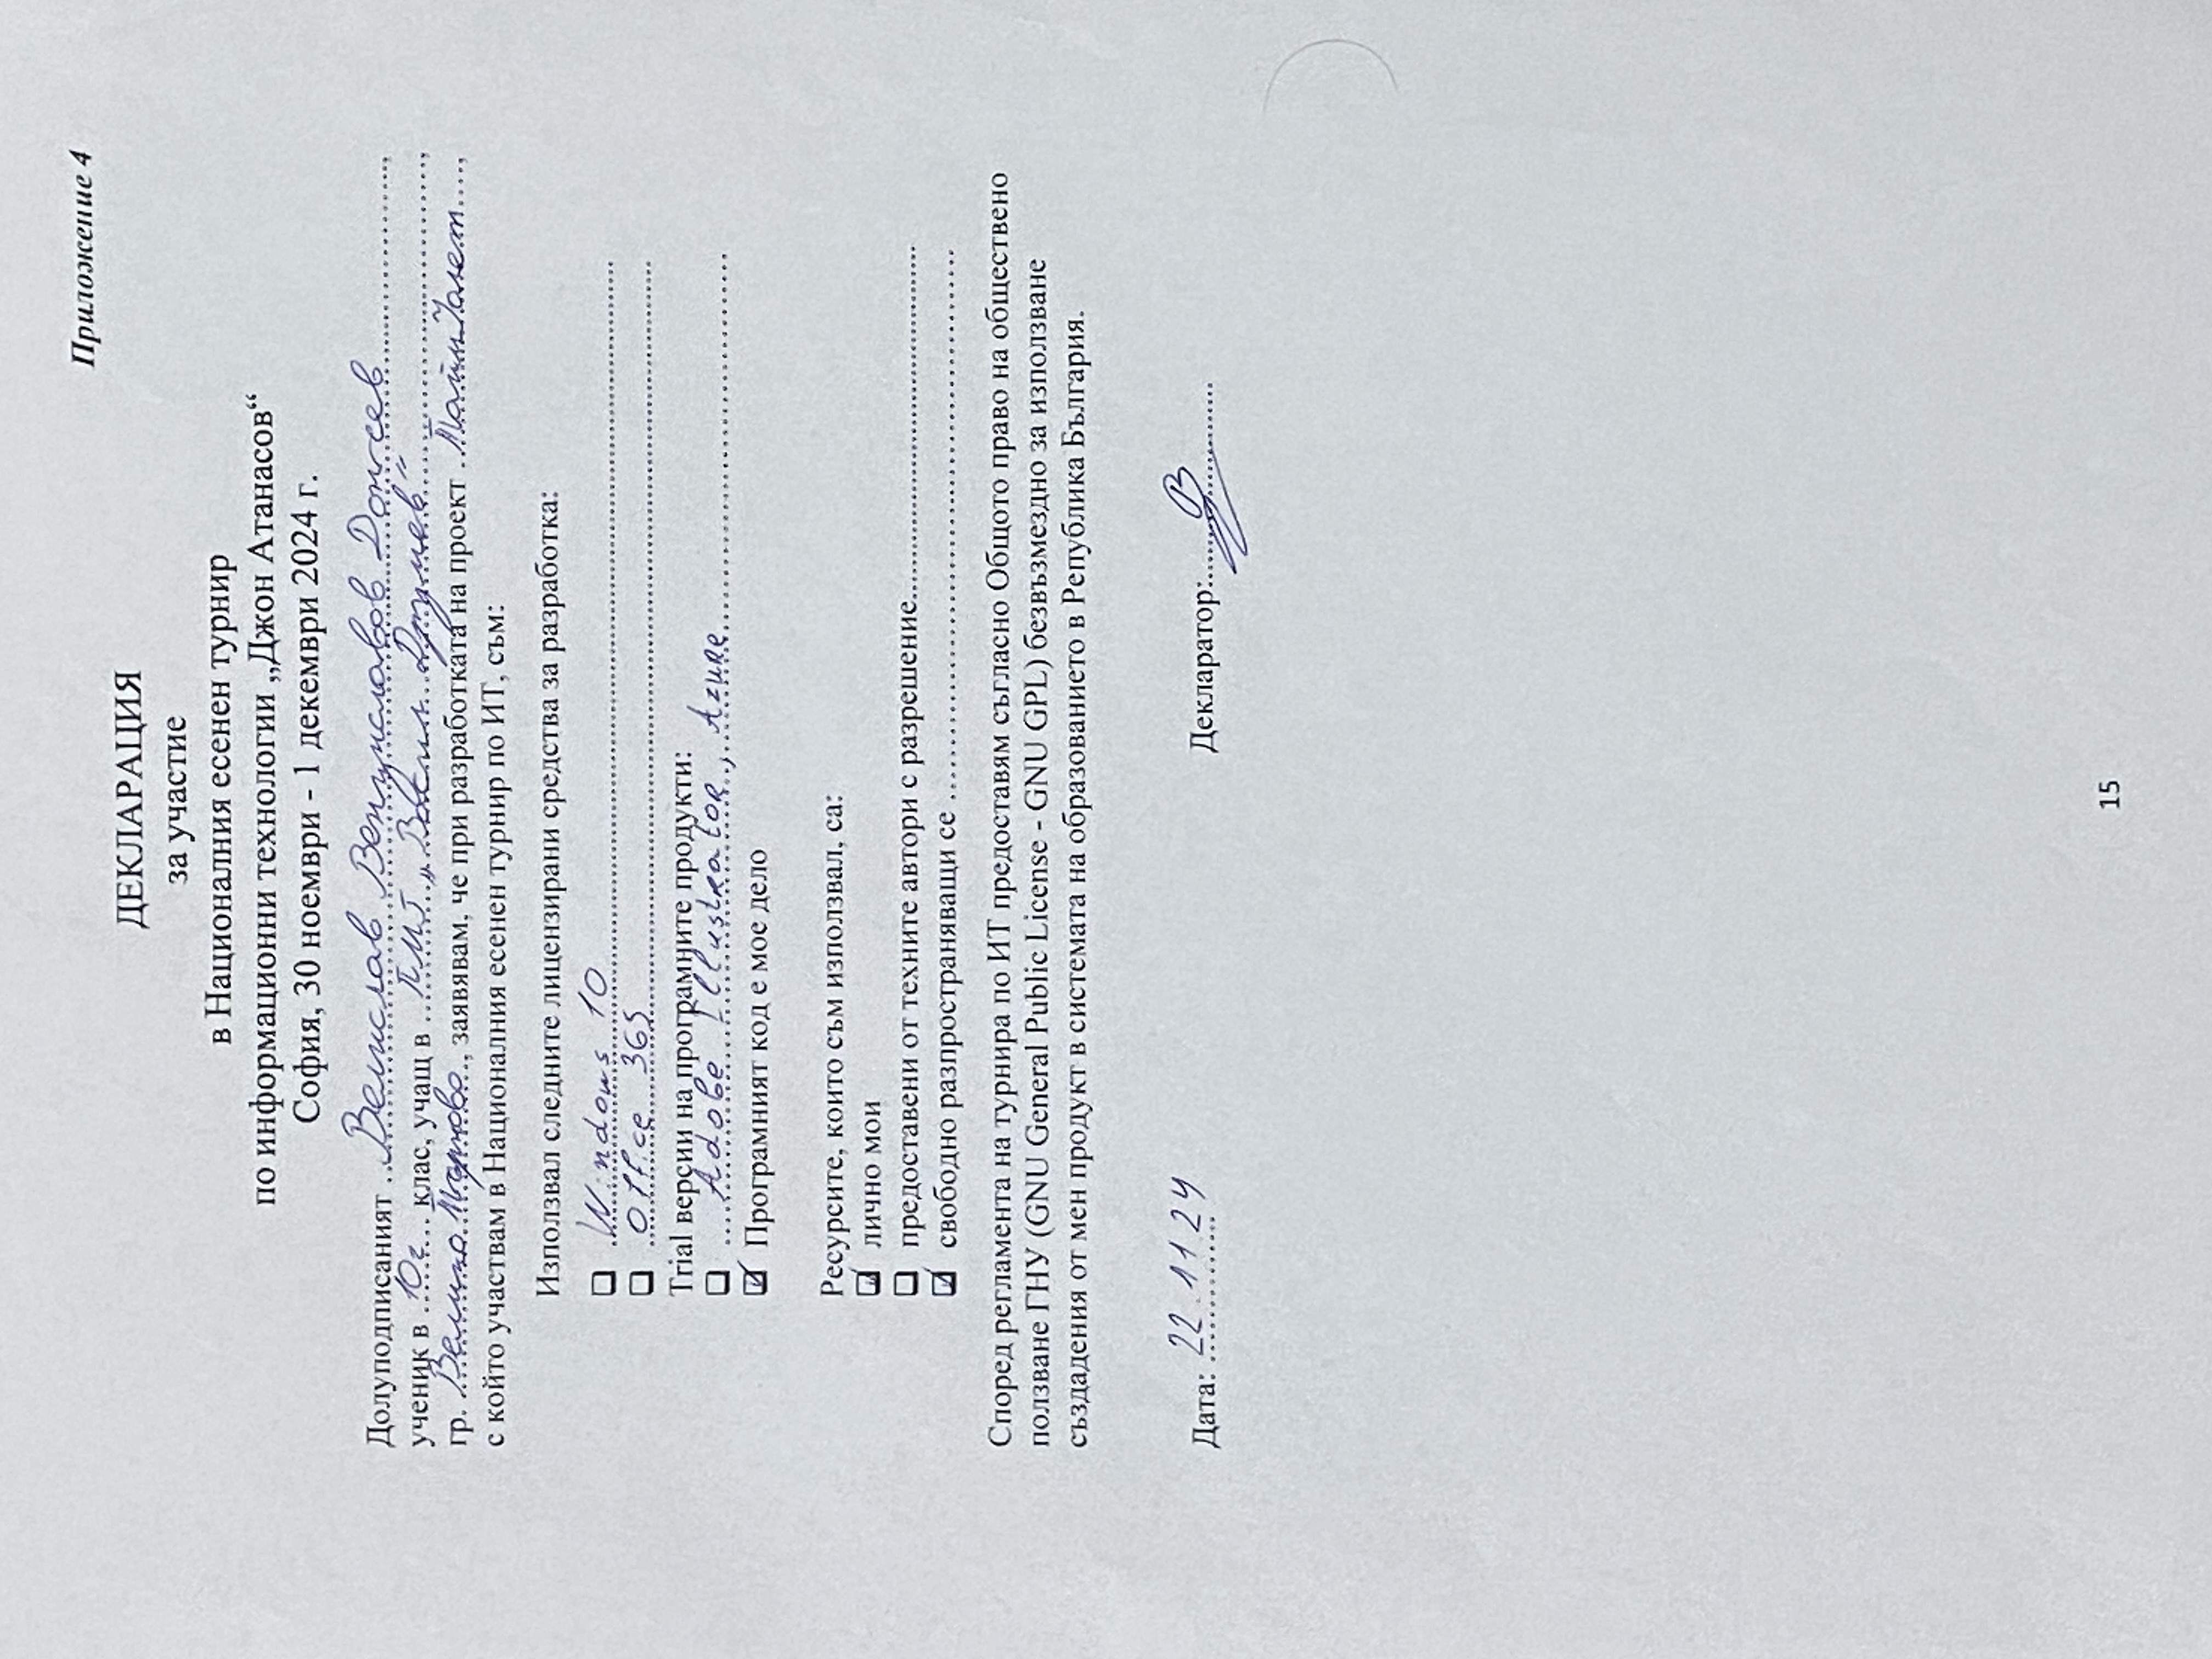 Приложение 4
ДЕКЛАРАЦИЯ
за участие
в Националния есенен турнир
по информационни технологии „Джон Атанасов“
София, 30 ноември - 1 декември 2024 г.
Долуподписаният Велислав Венциславов Дончев,
ученик в 10г клас, учащ в ПМГ „Васил Друмев“,
гр. Велико Търново, заявявам, че при разработката на проект ,
с който участвам в Националния есенен турнир по ИТ, съм:
Използвал следните лицензирани средства за разработка:
Windows 10
Office 365
Trial версии на програмните продукти:
Adobe Illustrator, Azure
Програмният код е мое дело
Ресурсите, които съм използвал, са:
лично мои
предоставени от техните автори с разрешение
свободно разпространяващи се
Според регламента на турнира по ИТ предоставям съгласно Общото право на обществено
ползване ГНУ (GNU General Public License - GNU GPL) безвъзмездно за използване
създадения от мен продукт в системата на образованието в Република България.
Дата: 22.11.24 Декларатор:
15